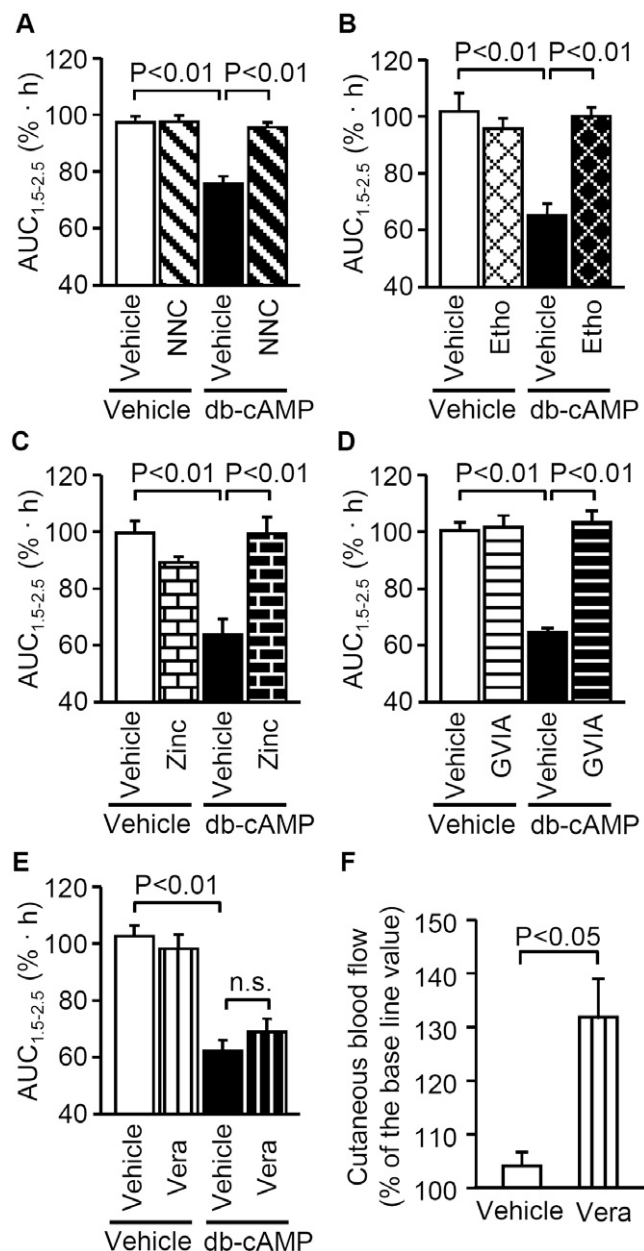 A
P<0.01 P<0.01
AUC1.5-2.5 (% · h)
120
100
80
60
40
Vehicle
NNC
Vehicle
NNC
Vehicle db-cAMP
B
P<0.01 P<0.01
AUC1.5-2.5 (% · h)
120
100
80
60
40
Vehicle
Etho
Vehicle
Etho
Vehicle db-cAMP
C
P<0.01 P<0.01
AUC1.5-2.5 (% · h)
120
100
80
60
40
Vehicle
Zinc
Vehicle
Zinc
Vehicle db-cAMP
D
P<0.01 P<0.01
AUC1.5-2.5 (% · h)
120
100
80
60
40
Vehicle
GVIA
Vehicle
GVIA
Vehicle db-cAMP
E
P<0.01
n.s.
AUC1.5-2.5 (% · h)
120
100
80
60
40
Vehicle
Vera
Vehicle
Vera
Vehicle db-cAMP
F
P<0.05
Cutaneous blood flow
(% of the base line value)
150
140
130
120
110
100
Vehicle Vera